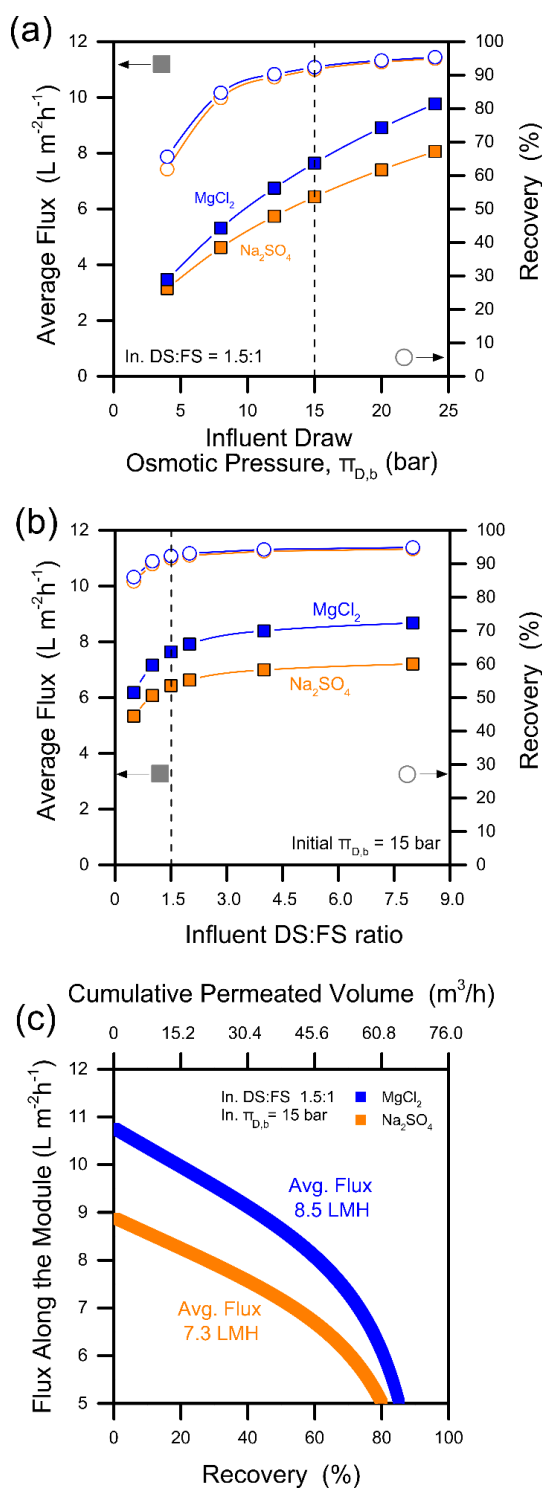 (a)
12
10
8
6
4
2
0
Average Flux (L m⁻²h⁻¹)
100
90
80
70
60
50
40
30
20
10
0
Recovery (%)
MgCl₂
Na₂SO₄
In. DS:FS = 1.5:1
0 5 10 15 20 25
Influent Draw
Osmotic Pressure, π_D,b (bar)
(b)
12
10
8
6
4
2
0
Average Flux (L m⁻²h⁻¹)
100
90
80
70
60
50
40
30
20
10
0
Recovery (%)
MgCl₂
Na₂SO₄
Initial π_D,b = 15 bar
0.0 1.5 3.0 4.5 6.0 7.5 9.0
Influent DS:FS ratio
Cumulative Permeated Volume (m³/h)
(c)
0 15.2 30.4 45.6 60.8 76.0
12
11
10
9
8
7
6
5
Flux Along the Module (L m⁻²h⁻¹)
In. DS:FS 1.5:1
In. π_D,b = 15 bar
MgCl₂
Na₂SO₄
Avg. Flux
8.5 LMH
Avg. Flux
7.3 LMH
0 20 40 60 80 100
Recovery (%)